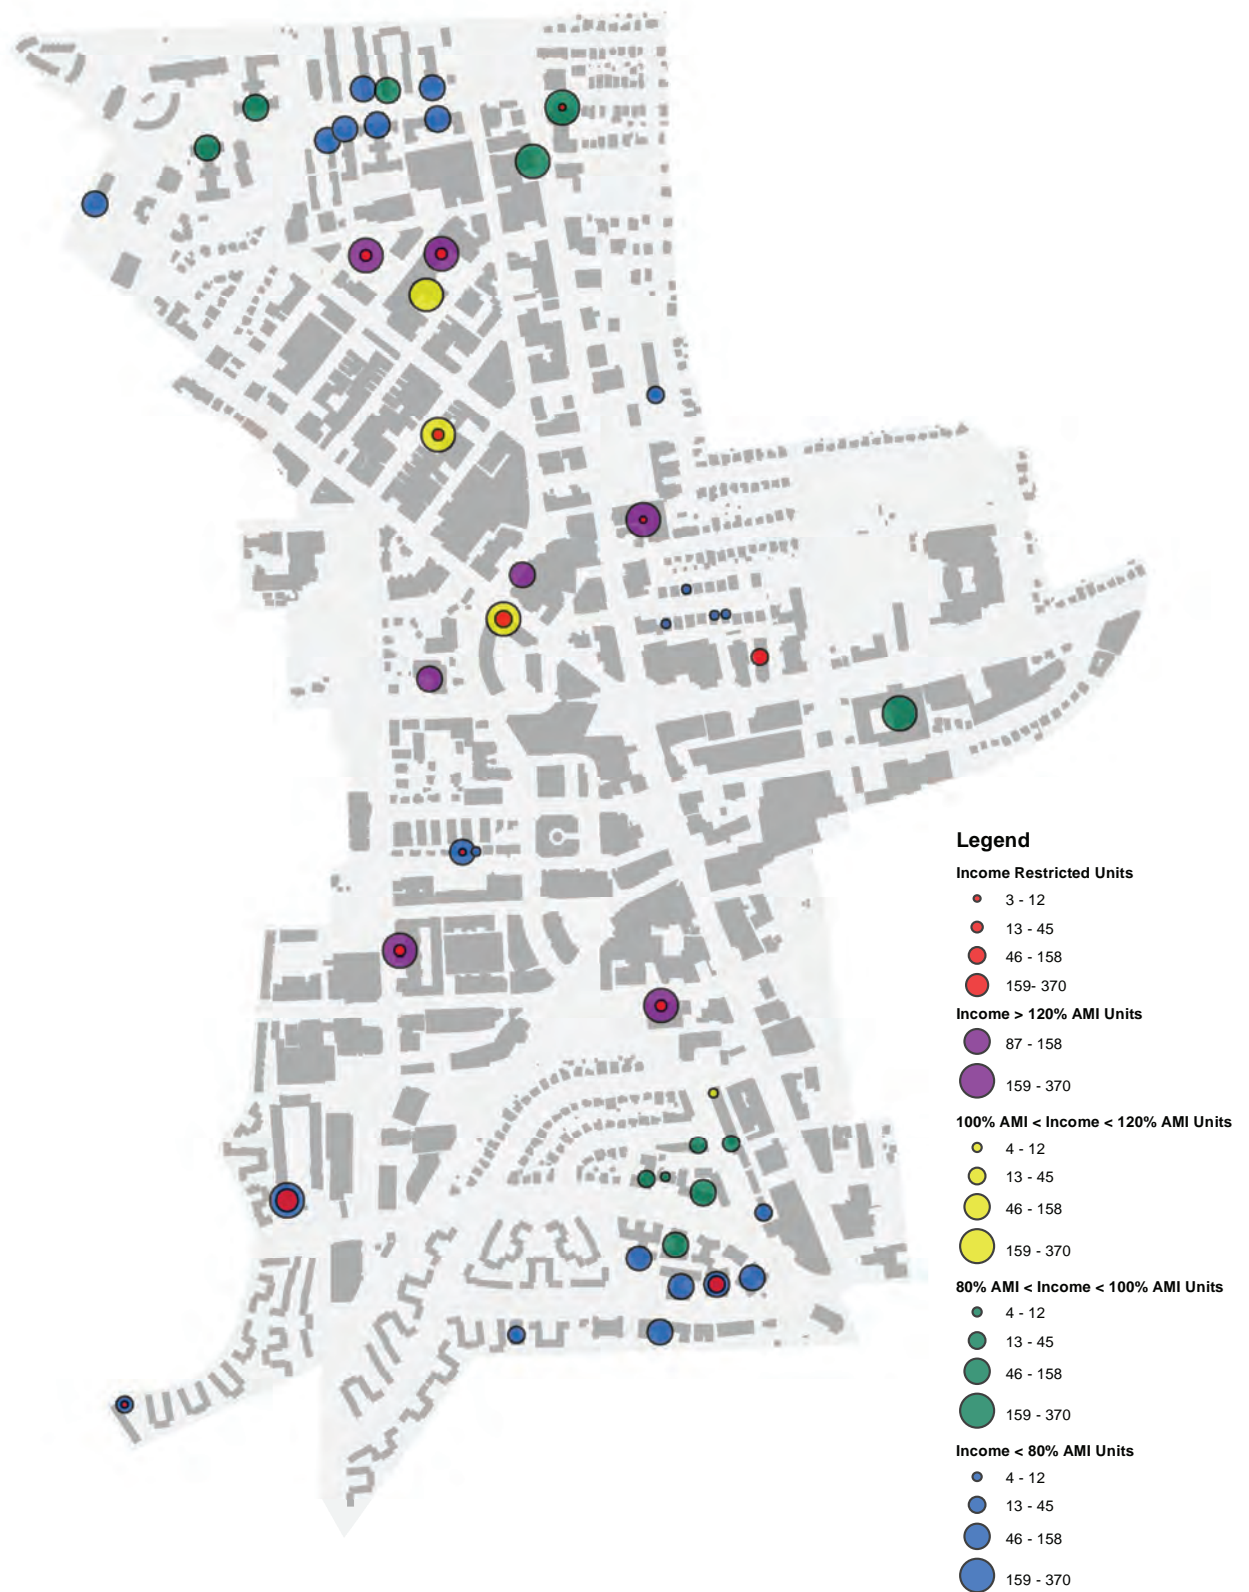 Legend
Income Restricted Units
3 - 12
13 - 45
46 - 158
159- 370
Income > 120% AMI Units
87 - 158
159 - 370
100% AMI < Income < 120% AMI Units
4 - 12
13 - 45
46 - 158
159 - 370
80% AMI < Income < 100% AMI Units
4 - 12
13 - 45
46 - 158
159 - 370
Income < 80% AMI Units
4 - 12
13 - 45
46 - 158
159 - 370